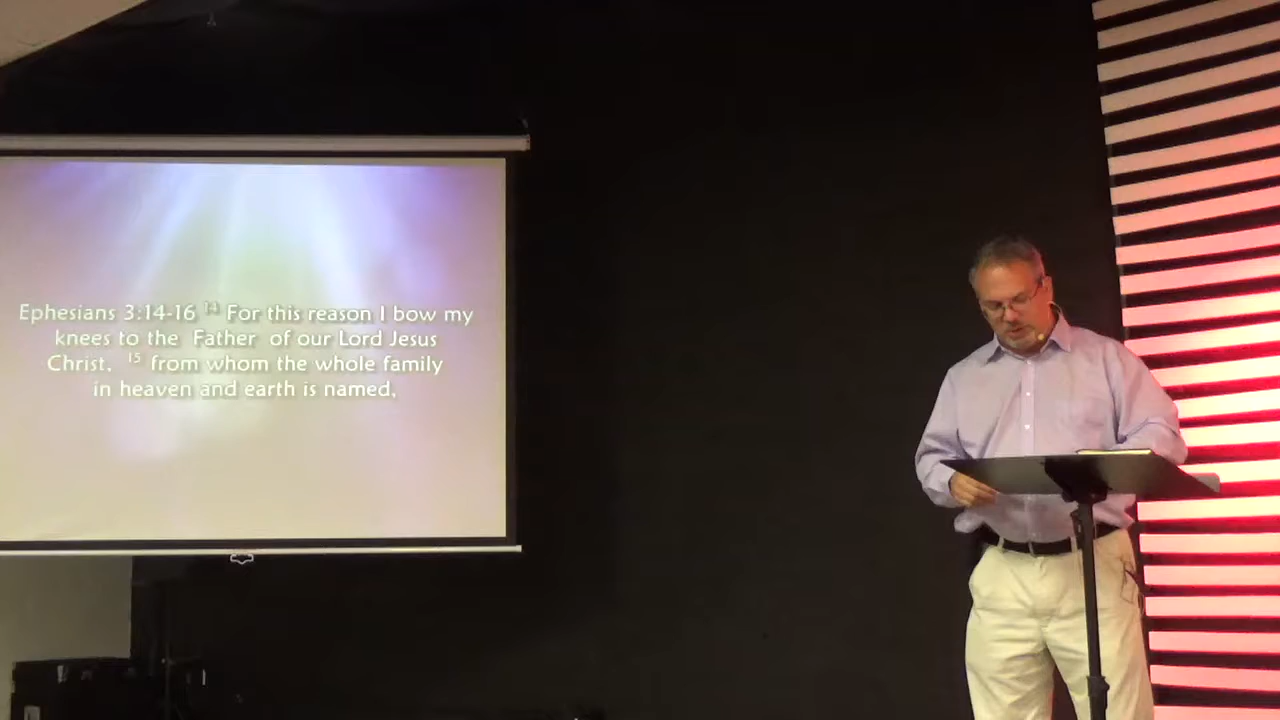 Ephesians 3:14-16 14 For this reason I bow my
knees to the Father of our Lord Jesus
Christ, 15 from whom the whole family
in heaven and earth is named,